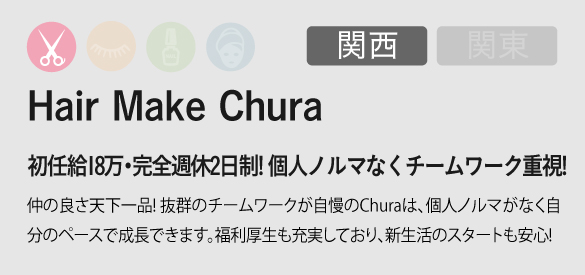 関西 関東
Hair Make Chura
初任給18万・完全週休2日制! 個人ノルマなくチームワーク重視!
仲の良さ天下一品! 抜群のチームワークが自慢のChuraは、個人ノルマがなく自
分のペースで成長できます。福利厚生も充実しており、新生活のスタートも安心!